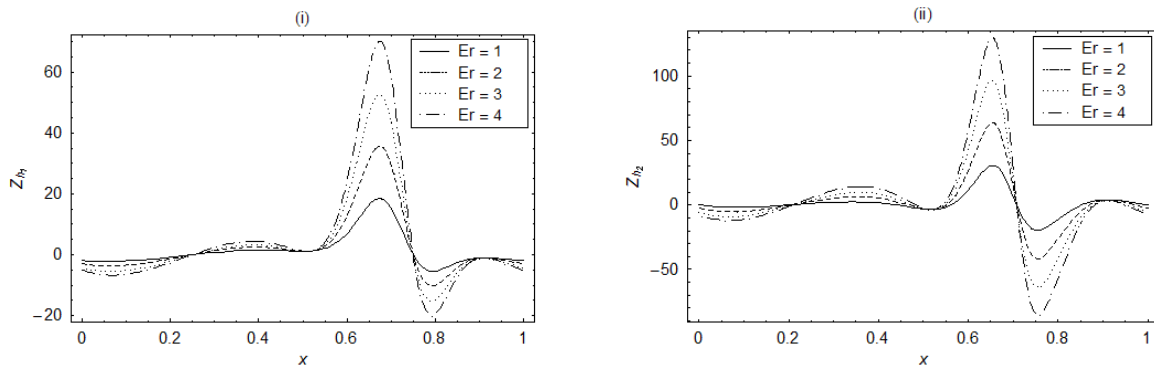 (i)
60
40
20
0
−20
Z_{h_1}
Er = 1
Er = 2
Er = 3
Er = 4
0 0.2 0.4 0.6 0.8 1
x
(ii)
100
50
0
−50
Z_{h_2}
Er = 1
Er = 2
Er = 3
Er = 4
0 0.2 0.4 0.6 0.8 1
x